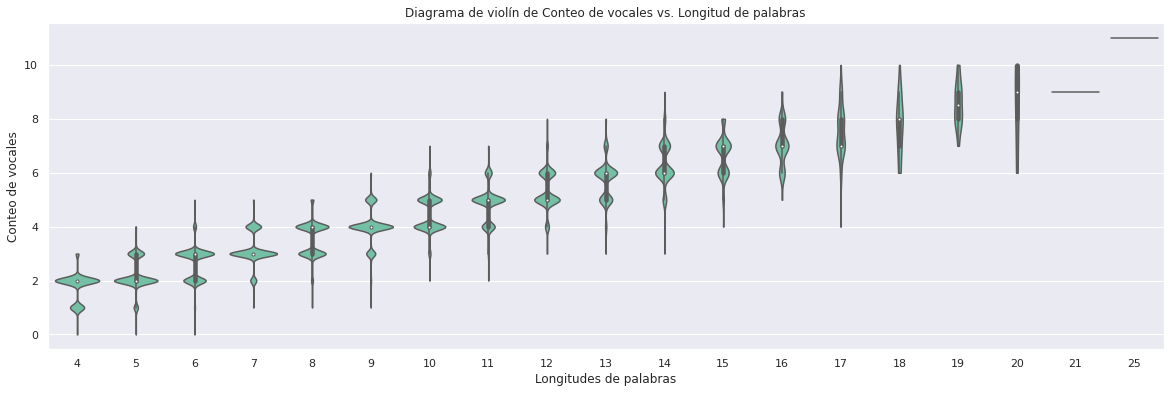 Diagrama de violín de Conteo de vocales vs. Longitud de palabras
Conteo de vocales
10
8
6
4
2
0
4 5 6 7 8 9 10 11 12 13 14 15 16 17 18 19 20 21 25
Longitudes de palabras